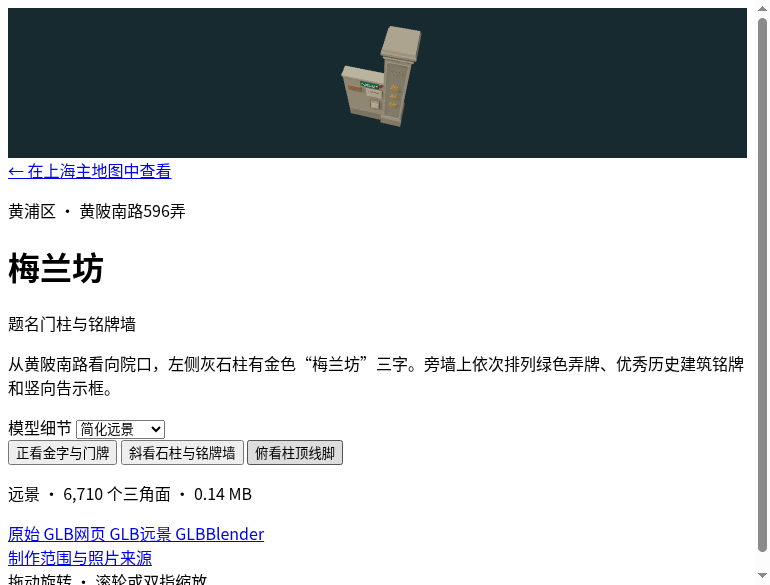 ← 在上海主地图中查看
黄浦区 · 黄陂南路596弄
梅兰坊
题名门柱与铭牌墙
从黄陂南路看向院口，左侧灰石柱有金色“梅兰坊”三字。旁墙上依次排列绿色弄牌、优秀历史建筑铭牌
和竖向告示框。
模型细节 简化远景
正看金字与门牌 斜看石柱与铭牌墙 俯看柱顶线脚
远景 · 6,710 个三角面 · 0.14 MB
原始 GLB网页 GLB远景 GLBBlender
制作范围与照片来源
拖动旋转 · 滚轮或双指缩放